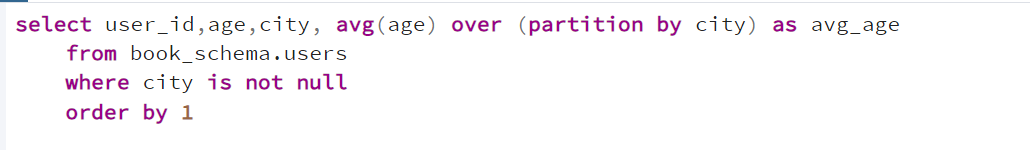 select user_id,age,city, avg(age) over (partition by city) as avg_age
from book_schema.users
where city is not null
order by 1